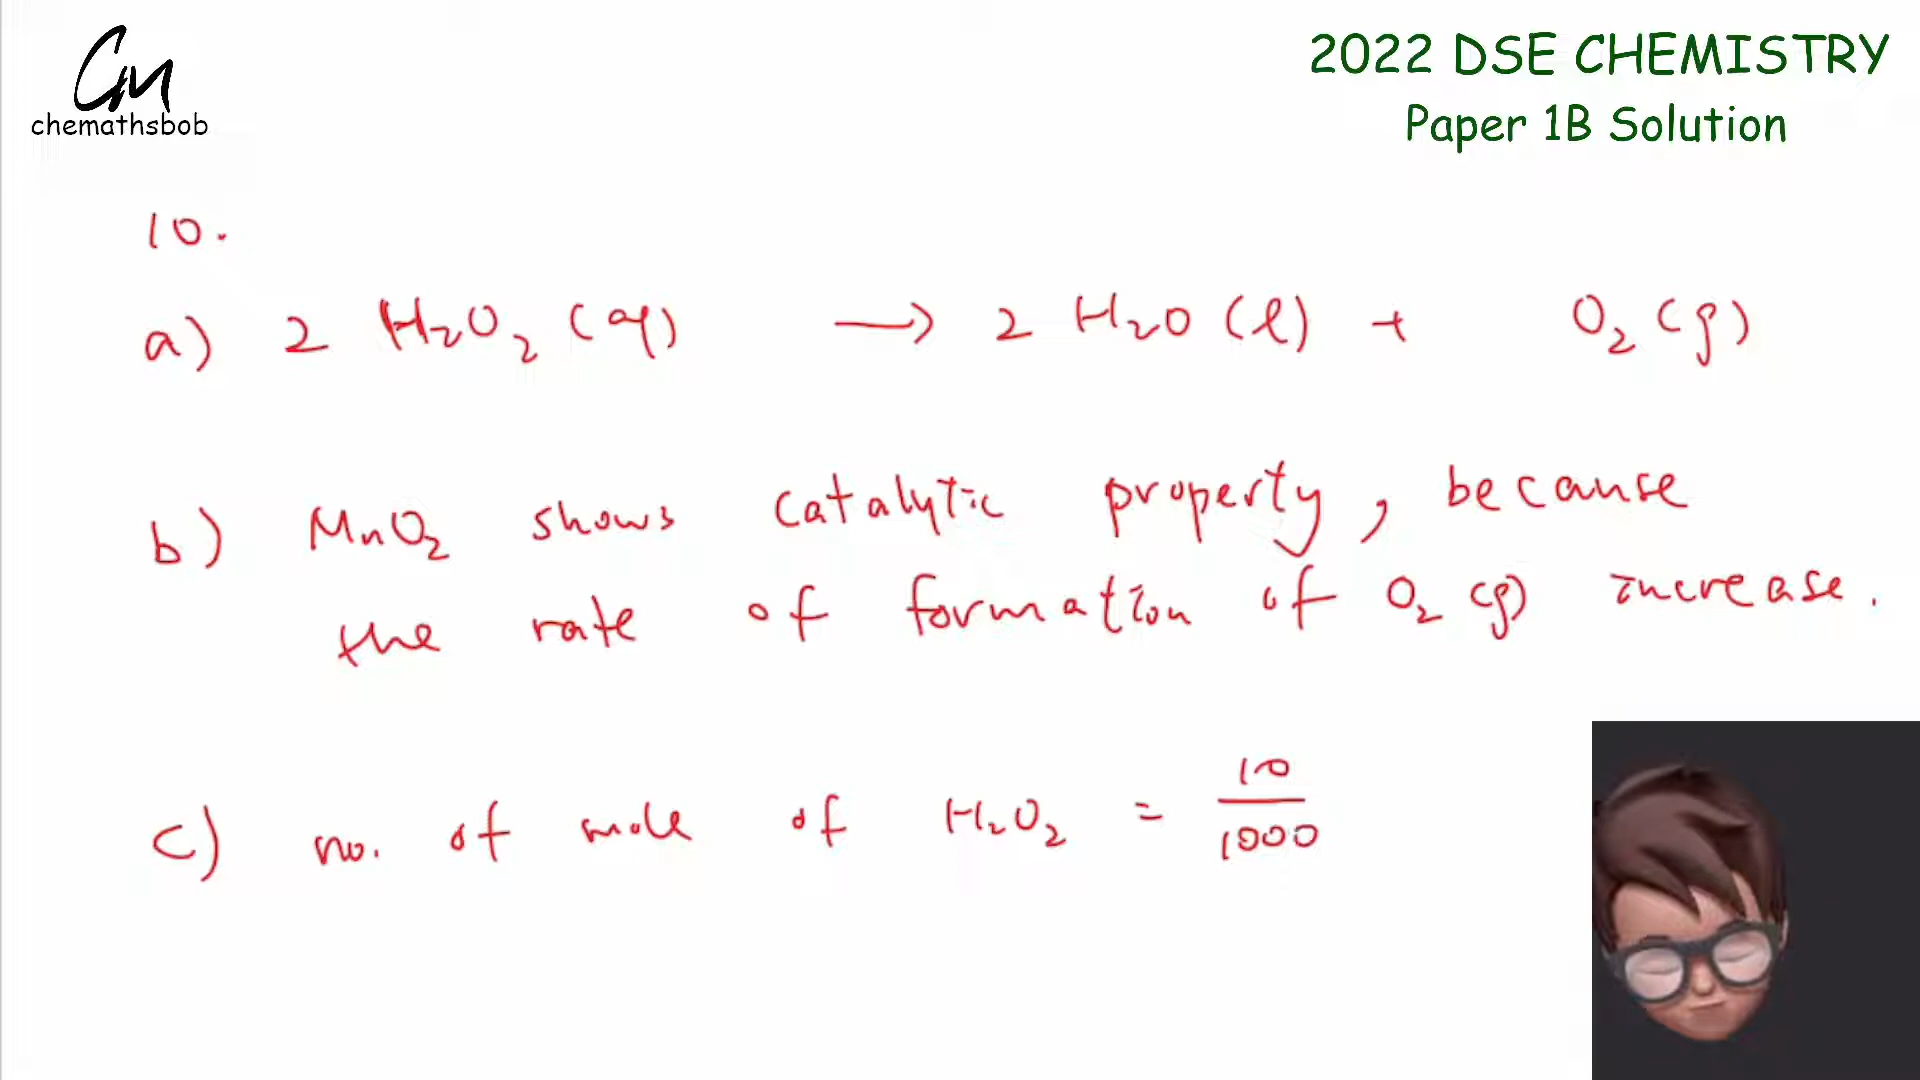 Cm
chemathsbob
2022 DSE CHEMISTRY
Paper 1B Solution
10.
a) 2 H₂O₂ (aq) → 2 H₂O (l) + O₂ (g)
b) MnO₂ shows catalytic property, because
the rate of formation of O₂ (g) increase.
c) no. of mole of H₂O₂ = 10/1000